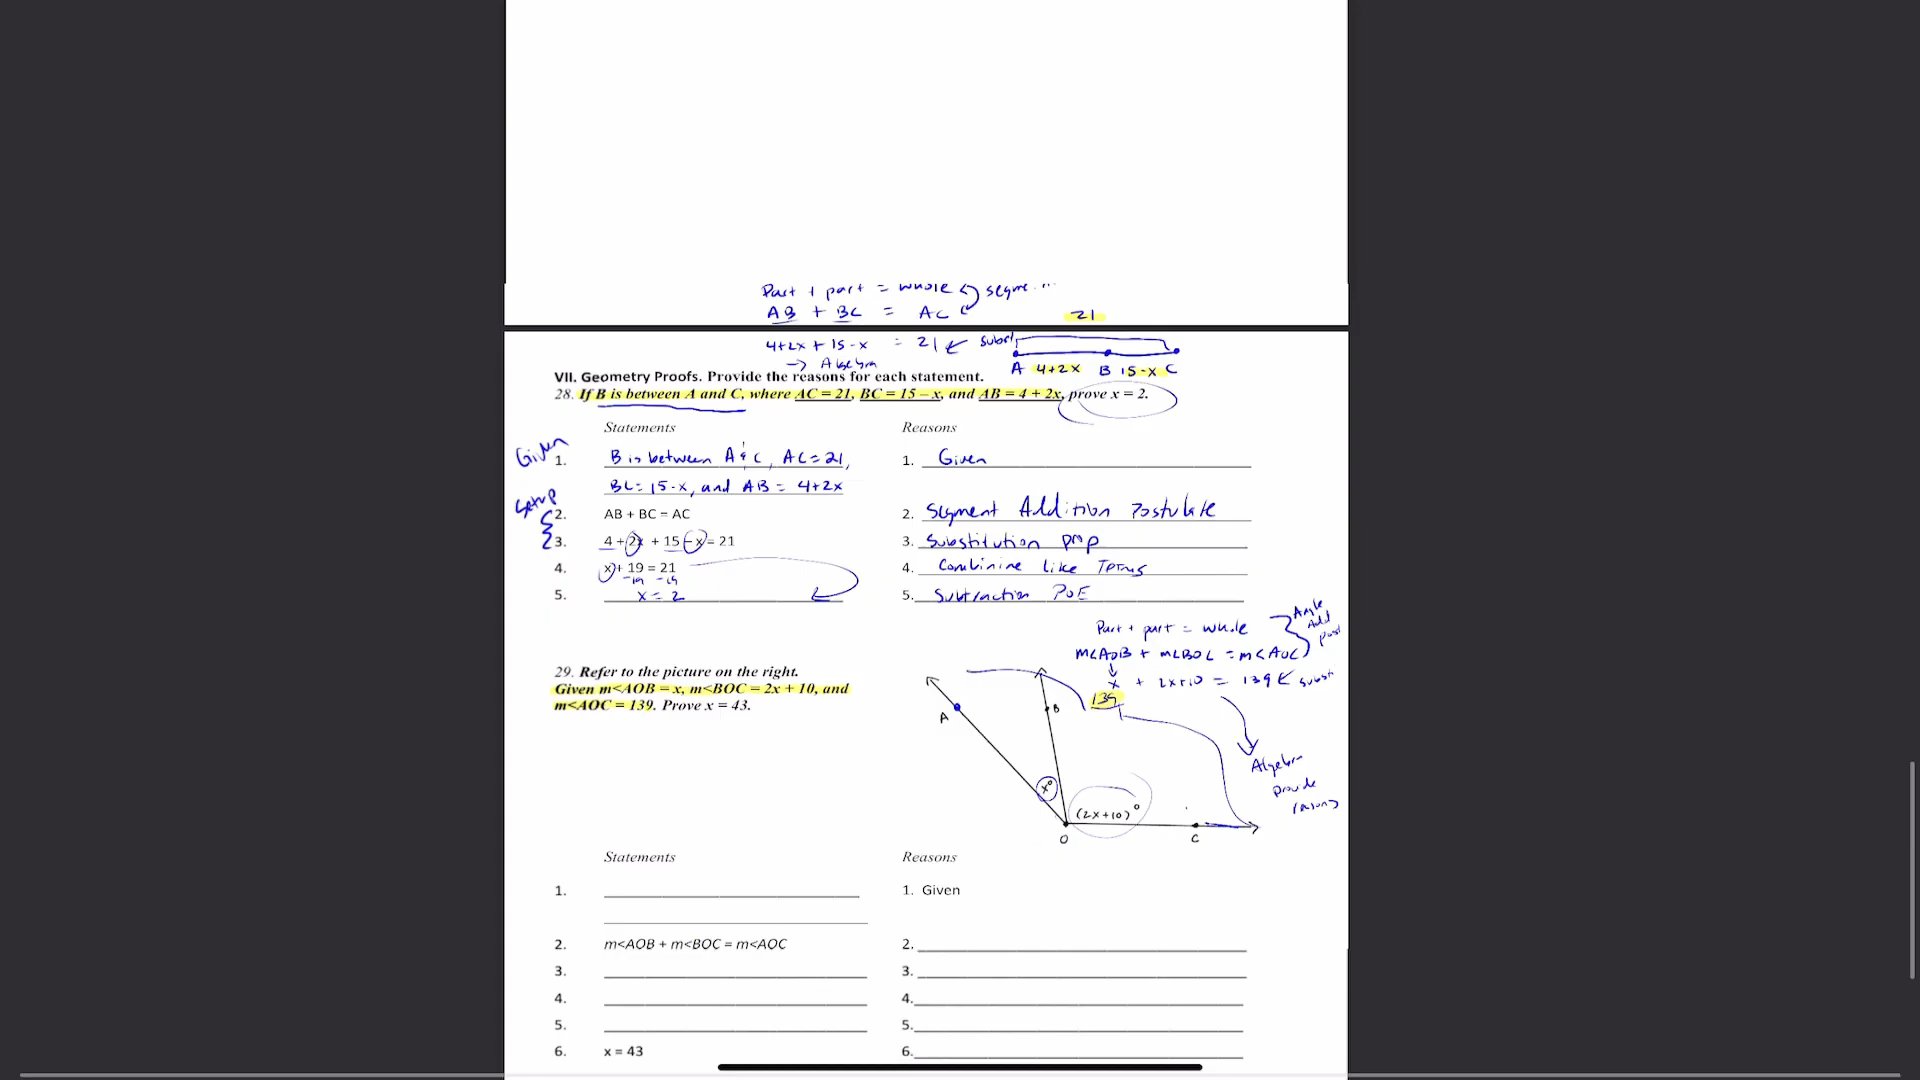 Part + part = whole
AB + BC = AC
21
4+2x + 15-x = 21 ← subst
→ Algebra
A 4+2x B 15-x C
VII. Geometry Proofs. Provide the reasons for each statement.
28. If B is between A and C, where AC = 21, BC = 15 – x, and AB = 4 + 2x, prove x = 2.
Statements Reasons
Given
1. B is between A & C, AC=21, 1. Given
BC=15-x, and AB = 4+2x
Setup
2. AB + BC = AC 2. Segment Addition Postulate
3. 4 + 2x + 15 – x = 21 3. Substitution prop
4. x + 19 = 21 4. Combinine like Terms
-19 -19
5. x = 2 5. Subtraction PoE
Part + part = whole
Angle Add post
m<AOB + m<BOC = m<AOC
x + 2x+10 = 139 ← subst
29. Refer to the picture on the right.
Given m<AOB = x, m<BOC = 2x + 10, and
m<AOC = 139. Prove x = 43.
139
A
B
x°
(2x+10)°
O
C
Algebra
provide
Statements Reasons
1. 1. Given
2. m<AOB + m<BOC = m<AOC 2.
3. 3.
4. 4.
5. 5.
6. x = 43 6.